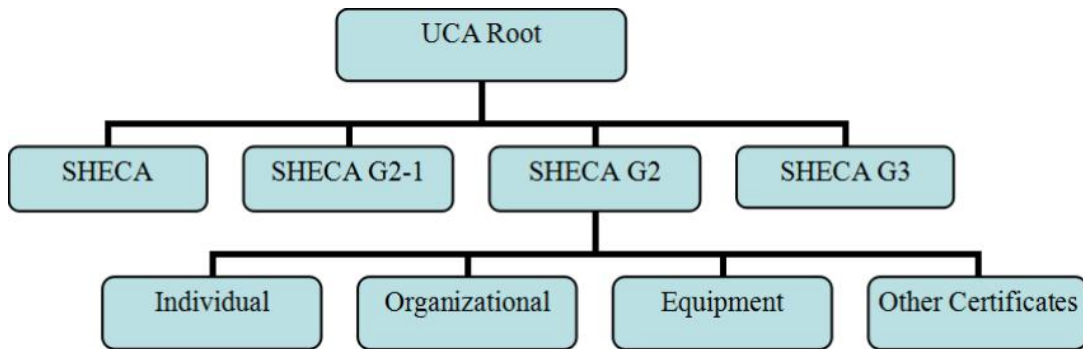 UCA Root
SHECA
SHECA G2-1
SHECA G2
SHECA G3
Individual
Organizational
Equipment
Other Certificates